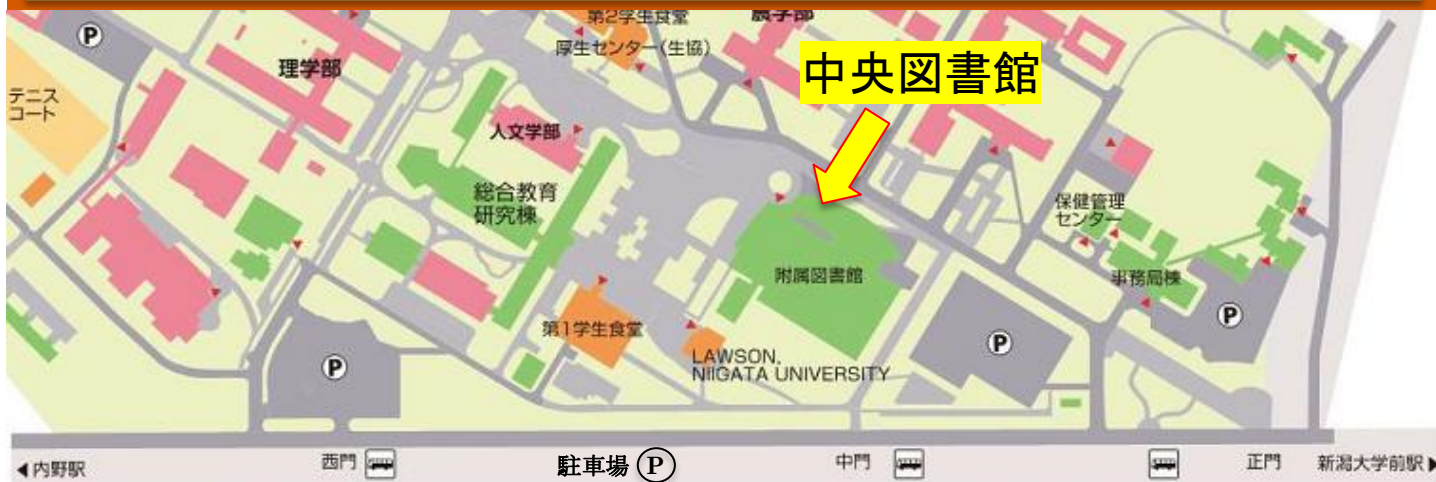 第2学生食堂
農学部
厚生センター(生協)
P
理学部
中央図書館
テニス
コート
人文学部
総合教育
研究棟
保健管理
センター
附属図書館
事務局棟
P
第1学生食堂
P
P
LAWSON,
NIIGATA UNIVERSITY
◀内野駅
西門
駐車場 P
中門
正門
新潟大学前駅▶